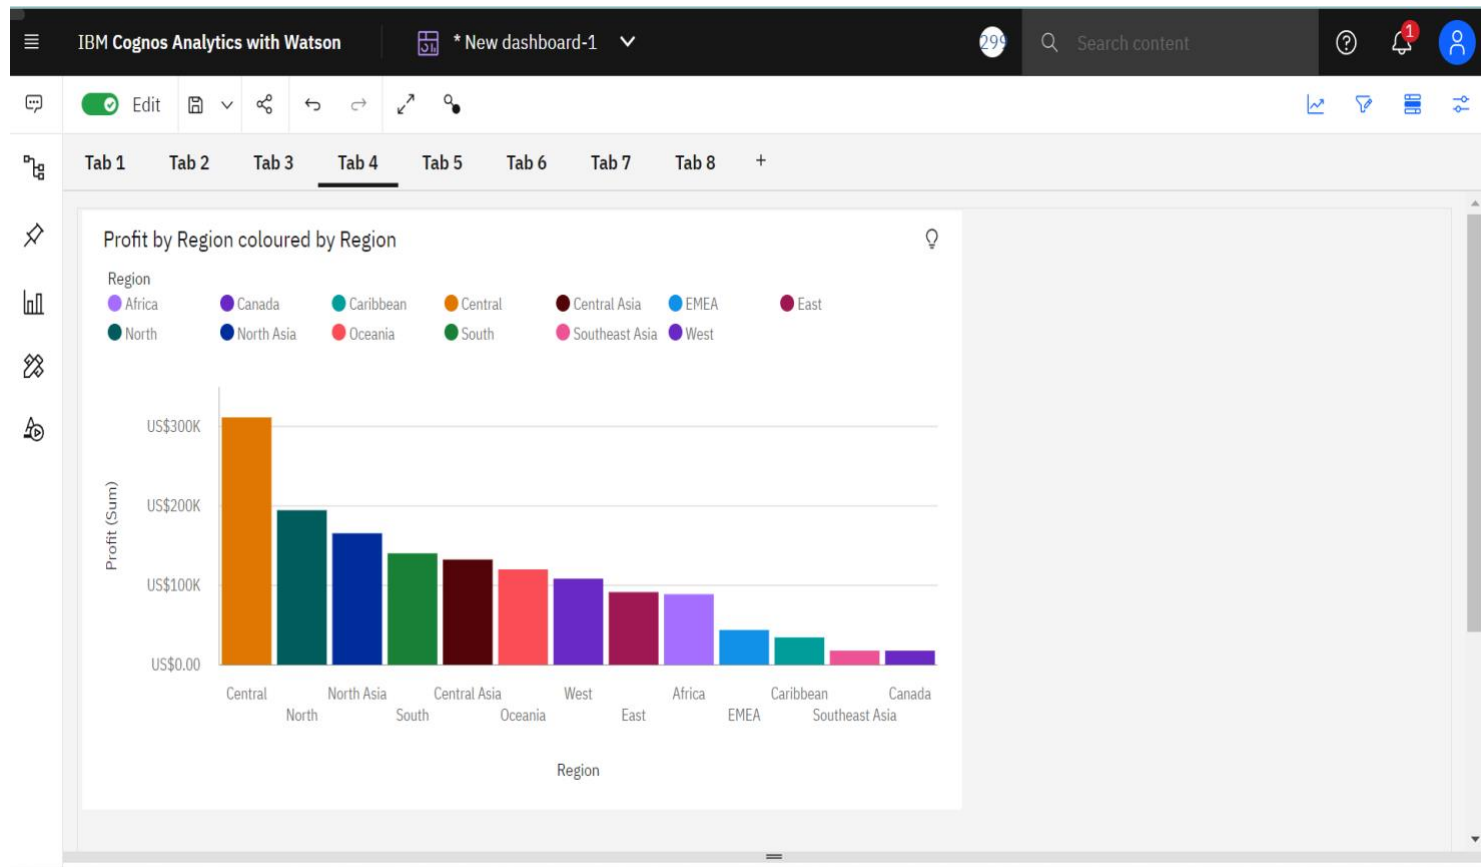 IBM Cognos Analytics with Watson * New dashboard-1 299 Search content 1
Edit
Tab 1 Tab 2 Tab 3 Tab 4 Tab 5 Tab 6 Tab 7 Tab 8 +
Profit by Region coloured by Region
Region
Africa Canada Caribbean Central Central Asia EMEA East
North North Asia Oceania South Southeast Asia West
US$300K
US$200K
US$100K
US$0.00
Profit (Sum)
Central North Asia Central Asia West Africa Caribbean Canada
North South Oceania East EMEA Southeast Asia
Region